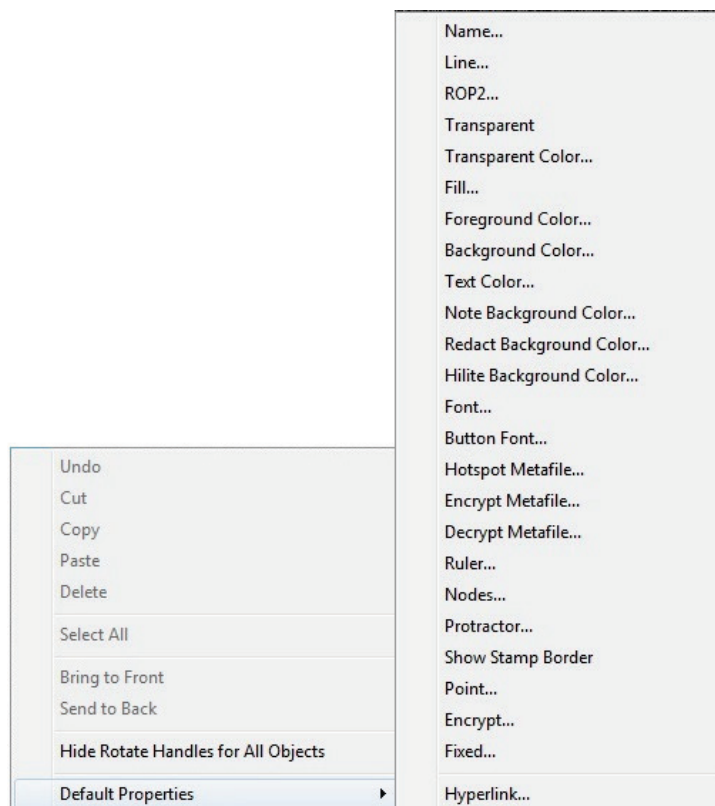 Name...
Line...
ROP2...
Transparent
Transparent Color...
Fill...
Foreground Color...
Background Color...
Text Color...
Note Background Color...
Redact Background Color...
Hilite Background Color...
Font...
Button Font...
Hotspot Metafile...
Encrypt Metafile...
Decrypt Metafile...
Ruler...
Nodes...
Protractor...
Show Stamp Border
Point...
Encrypt...
Fixed...
Hyperlink...
Undo
Cut
Copy
Paste
Delete
Select All
Bring to Front
Send to Back
Hide Rotate Handles for All Objects
Default Properties